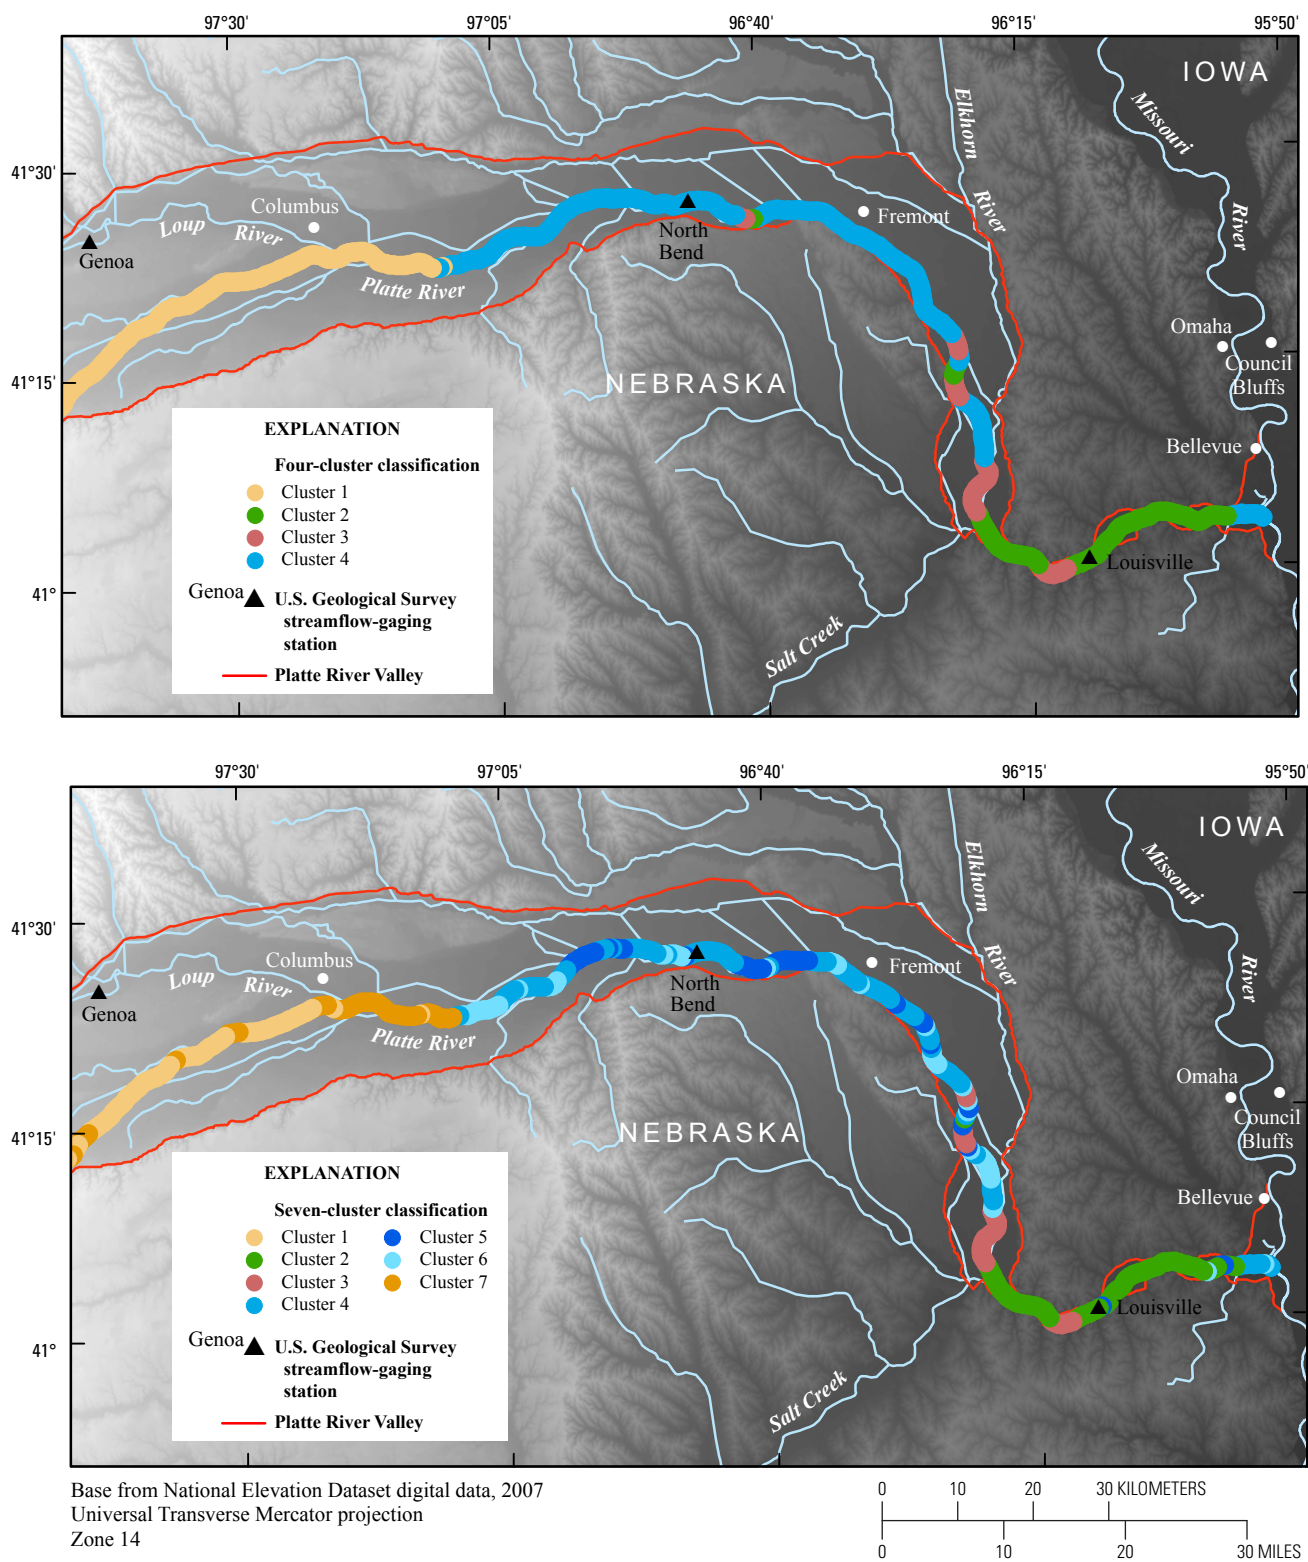 97°30' 97°05' 96°40' 96°15' 95°50'
IOWA
Elkhorn
Missouri
41°30'
Columbus
Loup
River
River
Fremont
River
North
Bend
Genoa
Platte River
Omaha
Council
Bluffs
41°15'
NEBRASKA
EXPLANATION
Bellevue
Four-cluster classification
Cluster 1
Cluster 2
Cluster 3
Cluster 4
Louisville
Genoa
U.S. Geological Survey
streamflow-gaging
station
41°
Salt Creek
Platte River Valley
97°30' 97°05' 96°40' 96°15' 95°50'
IOWA
Elkhorn
Missouri
41°30'
Columbus
Loup
River
River
Fremont
River
North
Bend
Genoa
Platte River
Omaha
Council
Bluffs
41°15'
NEBRASKA
EXPLANATION
Bellevue
Seven-cluster classification
Cluster 1 Cluster 5
Cluster 2 Cluster 6
Cluster 3 Cluster 7
Cluster 4
Louisville
Genoa
U.S. Geological Survey
streamflow-gaging
station
41°
Salt Creek
Platte River Valley
Base from National Elevation Dataset digital data, 2007
Universal Transverse Mercator projection
Zone 14
0 10 20 30 KILOMETERS
0 10 20 30 MILES